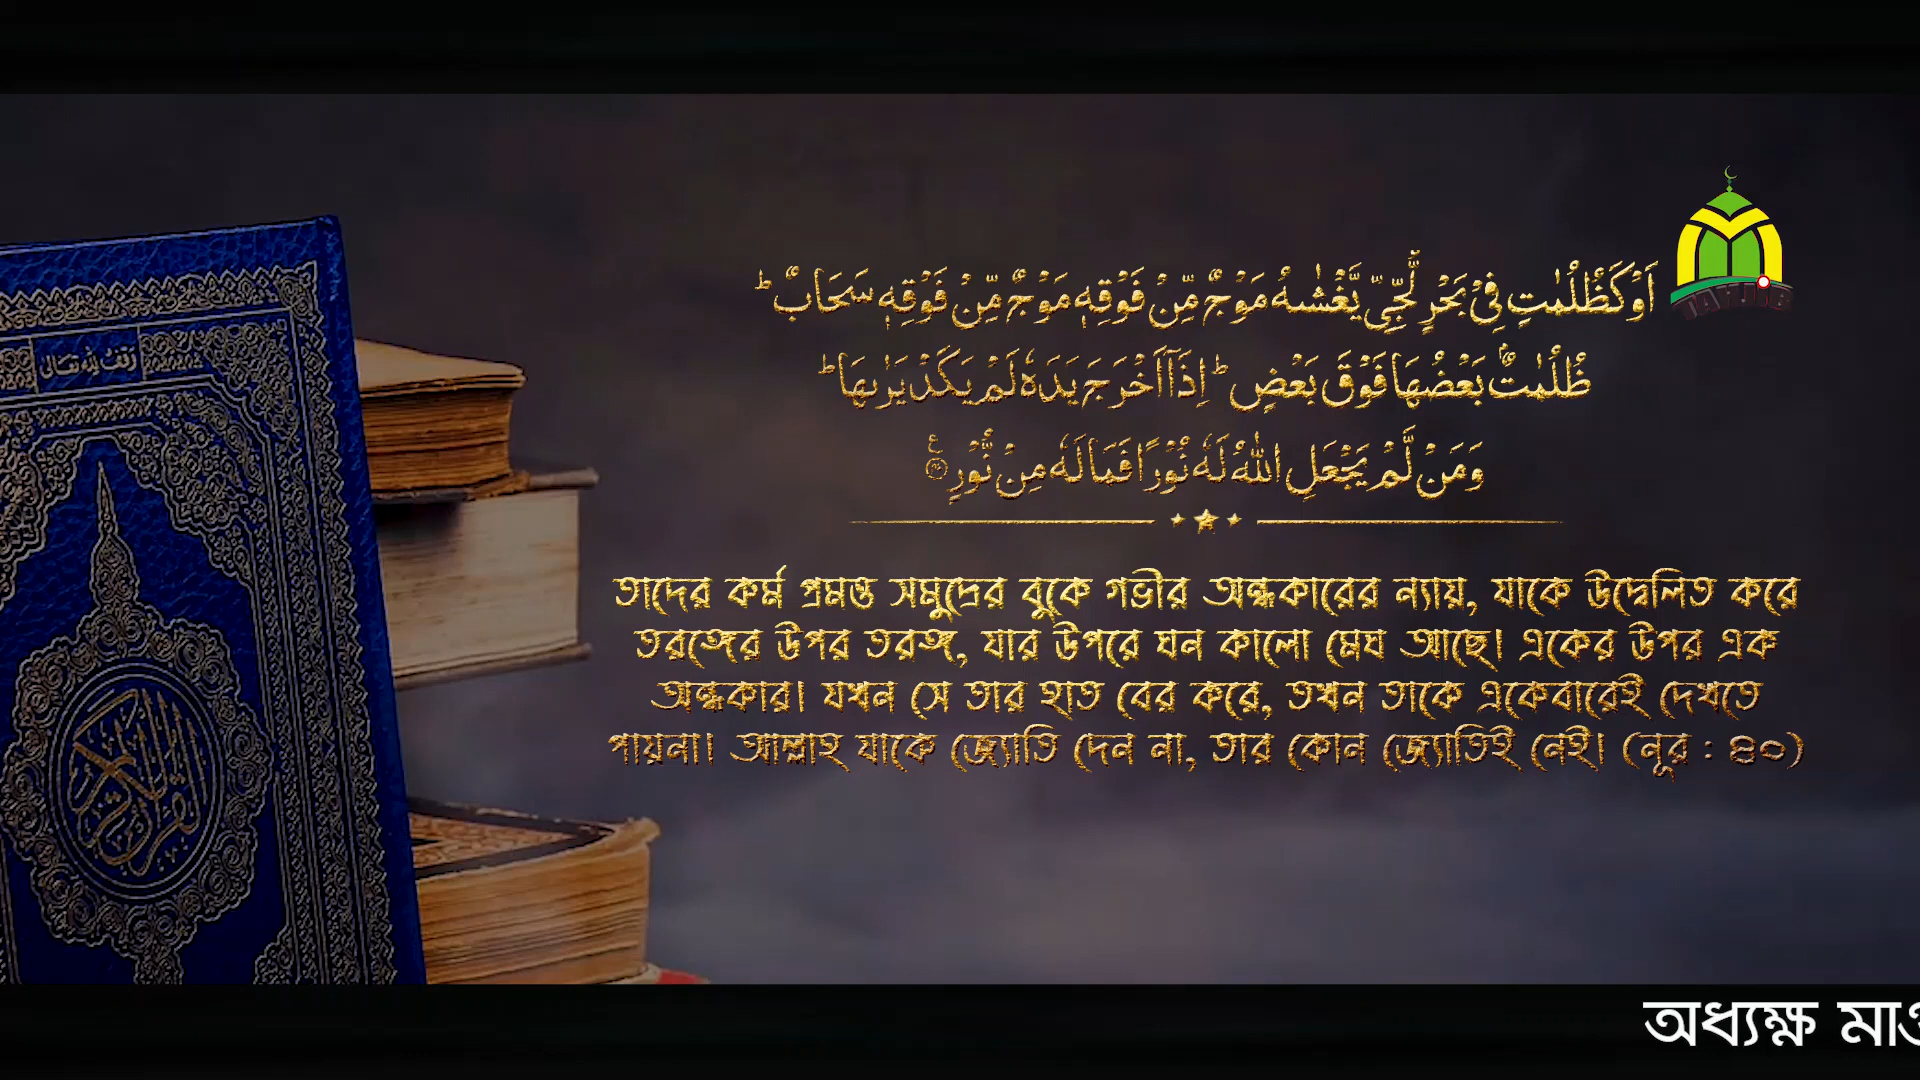 اَوۡ كَظُلُمٰتٍ فِىۡ بَحۡرٍ لُّجِّىٍّ يَّغۡشٰٮهُ مَوۡجٌ مِّنۡ فَوۡقِهٖ مَوۡجٌ مِّنۡ فَوۡقِهٖ سَحَابٌ ؕ
ظُلُمٰتٌۢ بَعۡضُهَا فَوۡقَ بَعۡضٍ ؕ اِذَاۤ اَخۡرَجَ يَدَهٗ لَمۡ يَكَدۡ يَرٰٮهَا ؕ
وَمَنۡ لَّمۡ يَجۡعَلِ اللّٰهُ لَهٗ نُوۡرًا فَمَا لَهٗ مِنۡ نُّوۡرٍ
তাদের কর্ম প্রমত্ত সমুদ্রের বুকে গভীর অন্ধকারের ন্যায়, যাকে উদ্বেলিত করে
তরঙ্গের উপর তরঙ্গ, যার উপরে ঘন কালো মেঘ আছে। একের উপর এক
অন্ধকার। যখন সে তার হাত বের করে, তখন তাকে একেবারেই দেখতে
পায়না। আল্লাহ যাকে জ্যোতি দেন না, তার কোন জ্যোতিই নেই। (নূর : ৪০)
অধ্যক্ষ